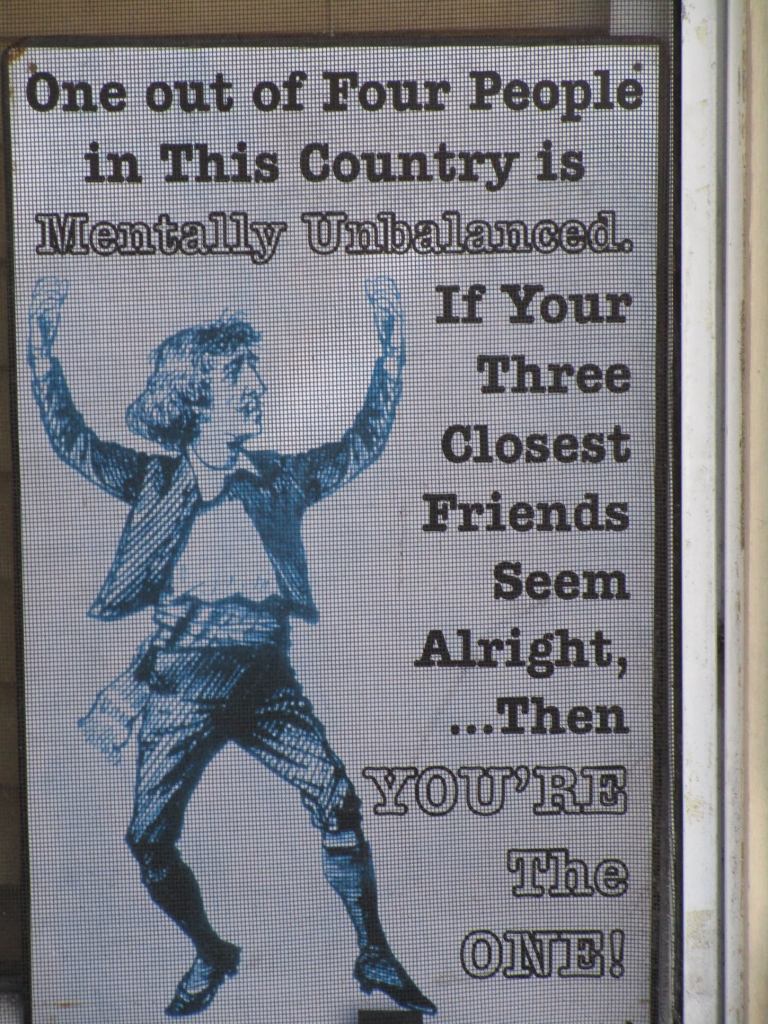 One out of Four People
in This Country is
Mentally Unbalanced.
If Your
Three
Closest
Friends
Seem
Alright,
...Then
YOU'RE
The
ONE!